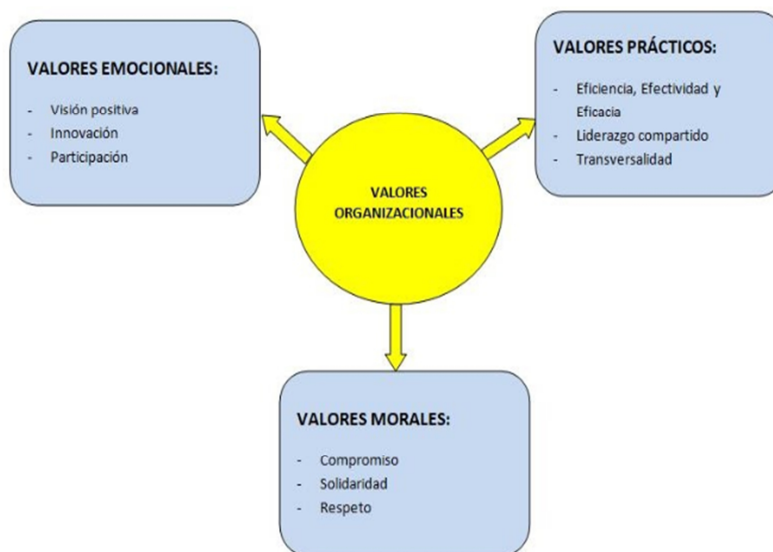 VALORES EMOCIONALES:
- Visión positiva
- Innovación
- Participación
VALORES PRÁCTICOS:
- Eficiencia, Efectividad y
Eficacia
- Liderazgo compartido
- Transversalidad
VALORES
ORGANIZACIONALES
VALORES MORALES:
- Compromiso
- Solidaridad
- Respeto